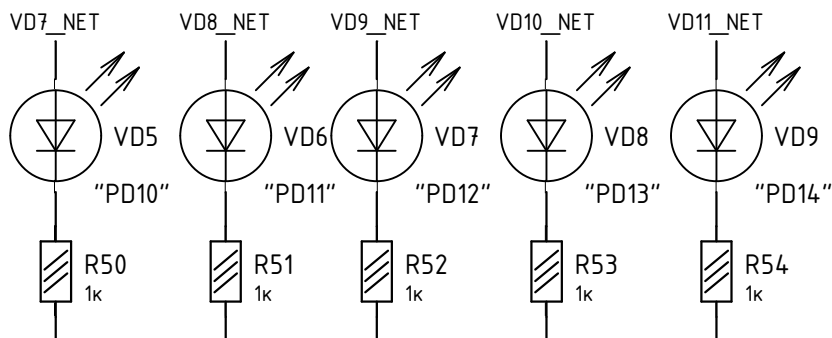 VD7_NET VD8_NET VD9_NET VD10_NET VD11_NET
VD5 VD6 VD7 VD8 VD9
"PD10" "PD11" "PD12" "PD13" "PD14"
R50 R51 R52 R53 R54
1к 1к 1к 1к 1к